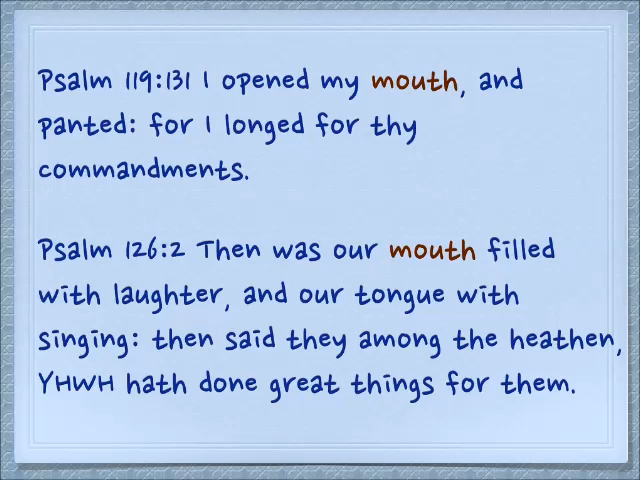 Psalm 119:131 I opened my mouth, and
panted: for I longed for thy
commandments.
Psalm 126:2 Then was our mouth filled
with laughter, and our tongue with
singing: then said they among the heathen,
YHWH hath done great things for them.